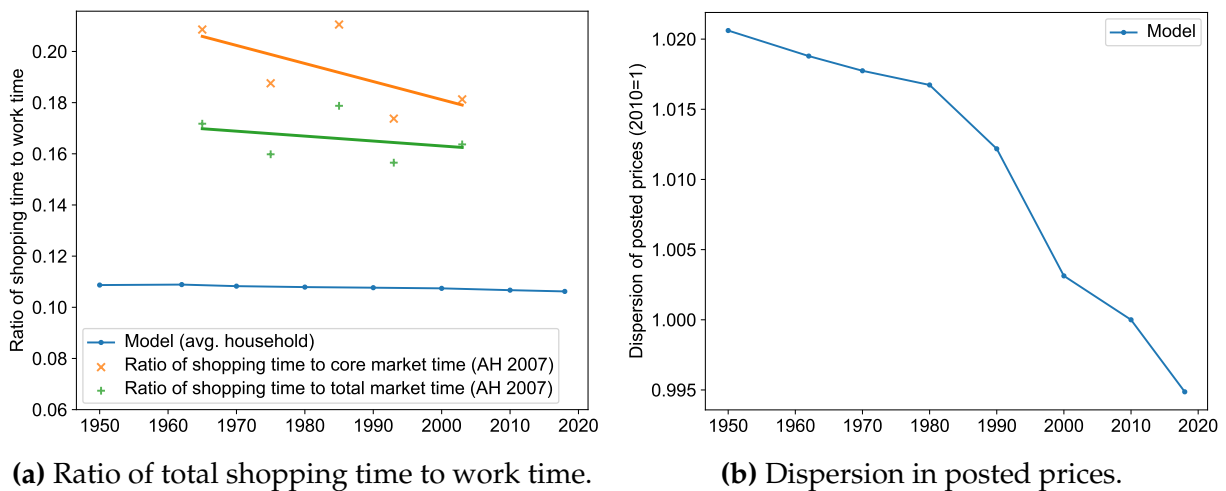 Ratio of shopping time to work time
0.20
0.18
0.16
0.14
0.12
0.10
0.08
0.06
Model (avg. household)
Ratio of shopping time to core market time (AH 2007)
Ratio of shopping time to total market time (AH 2007)
1950 1960 1970 1980 1990 2000 2010 2020
(a) Ratio of total shopping time to work time.
Dispersion of posted prices (2010=1)
1.020
1.015
1.010
1.005
1.000
0.995
Model
1950 1960 1970 1980 1990 2000 2010 2020
(b) Dispersion in posted prices.